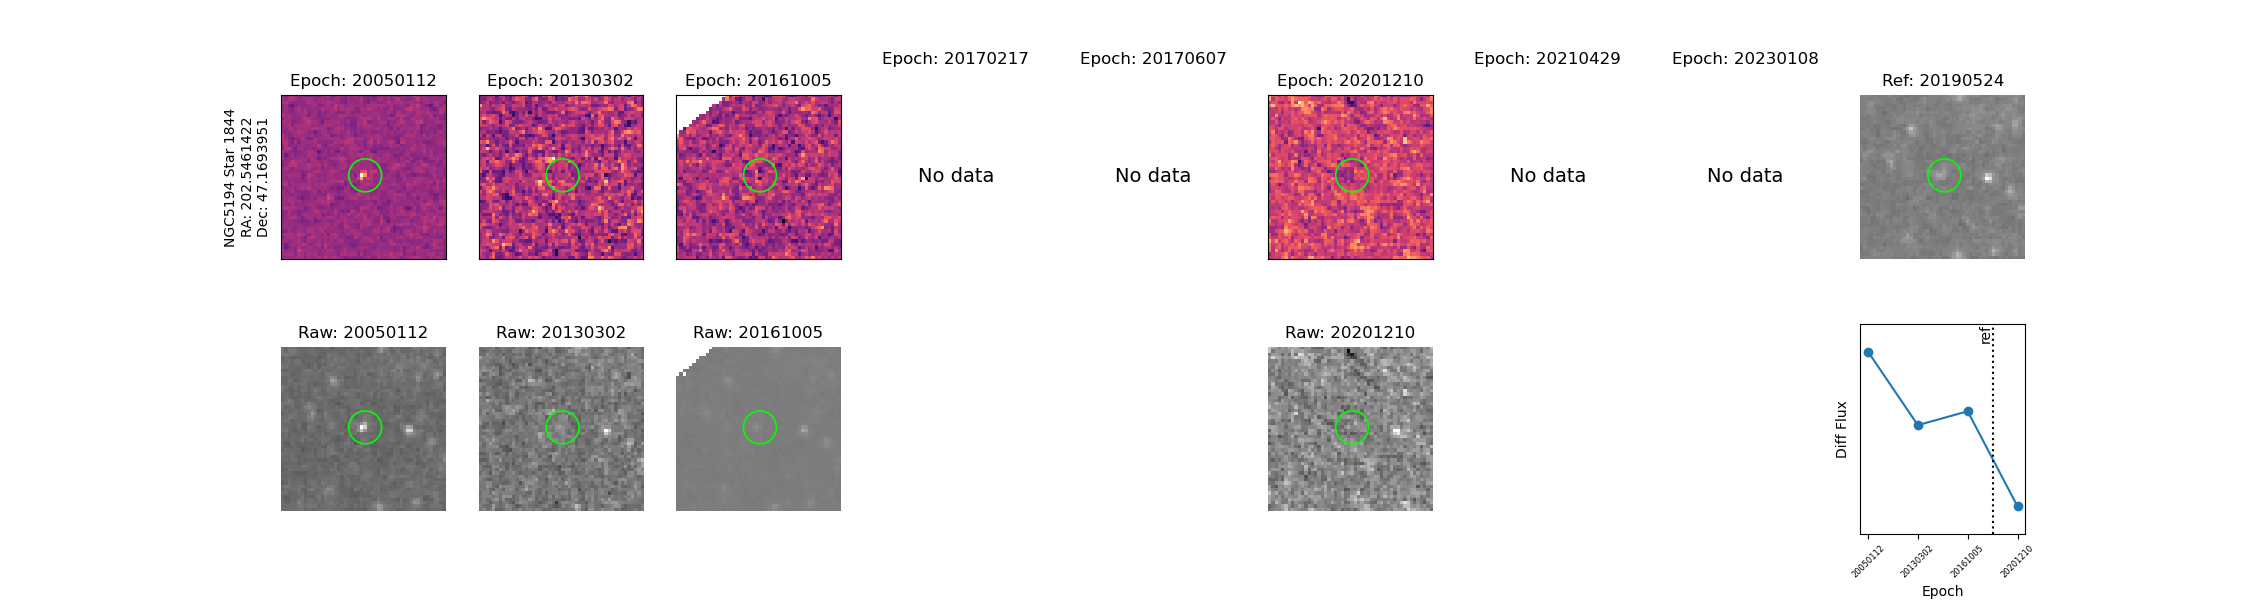 NGC5194 Star 1844
RA: 202.5461422
Dec: 47.1693951
Epoch: 20050112
Epoch: 20130302
Epoch: 20161005
Epoch: 20170217
No data
Epoch: 20170607
No data
Epoch: 20201210
Epoch: 20210429
No data
Epoch: 20230108
No data
Ref: 20190524
Raw: 20050112
Raw: 20130302
Raw: 20161005
Raw: 20201210
Diff Flux
ref
20050112
20130302
20161005
20201210
Epoch